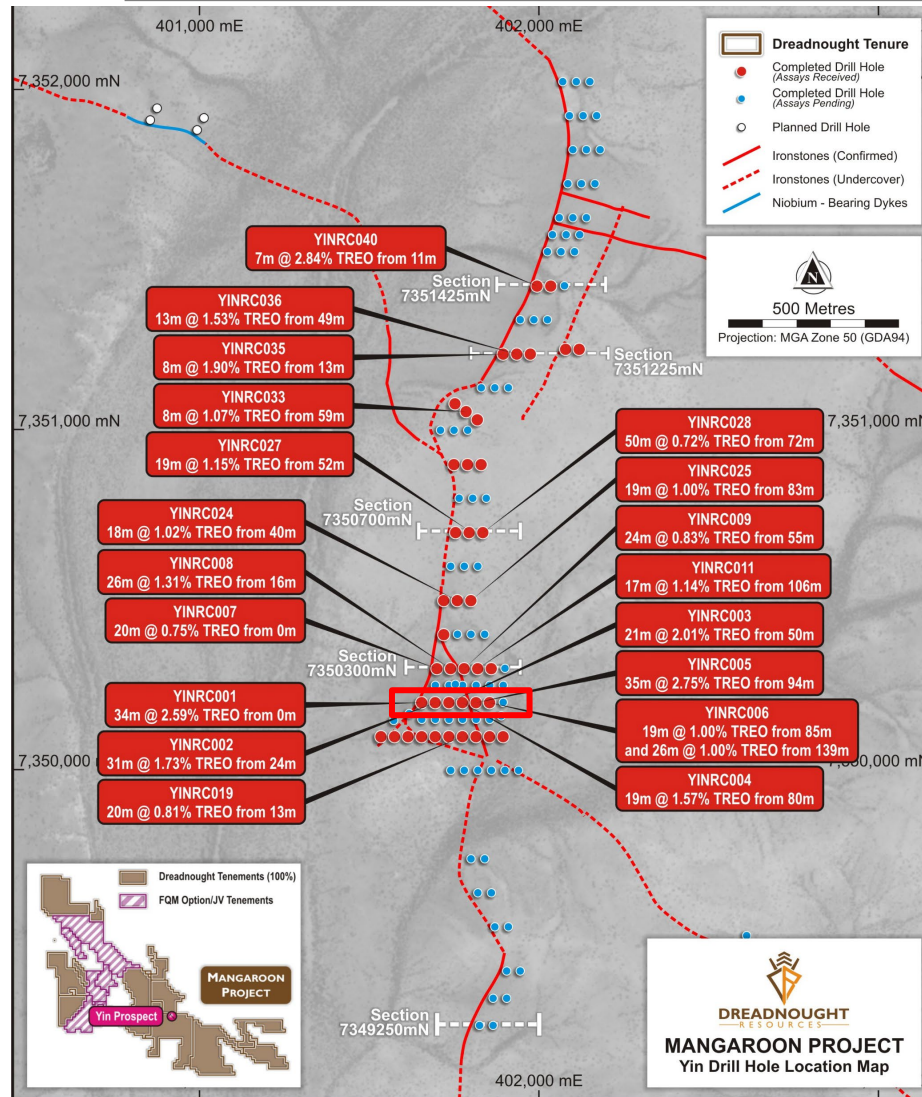 401,000 mE
402,000 mE
7,352,000 mN
Dreadnought Tenure
Completed Drill Hole
(Assays Received)
Completed Drill Hole
(Assays Pending)
Planned Drill Hole
Ironstones (Confirmed)
Ironstones (Undercover)
Niobium - Bearing Dykes
N
500 Metres
Projection: MGA Zone 50 (GDA94)
YINRC040
7m @ 2.84% TREO from 11m
Section
7351425mN
YINRC036
13m @ 1.53% TREO from 49m
YINRC035
8m @ 1.90% TREO from 13m
Section
7351225mN
YINRC033
8m @ 1.07% TREO from 59m
7,351,000 mN
7,351,000 mN
YINRC027
19m @ 1.15% TREO from 52m
YINRC028
50m @ 0.72% TREO from 72m
YINRC025
19m @ 1.00% TREO from 83m
Section
7350700mN
YINRC024
18m @ 1.02% TREO from 40m
YINRC009
24m @ 0.83% TREO from 55m
YINRC008
26m @ 1.31% TREO from 16m
YINRC011
17m @ 1.14% TREO from 106m
YINRC007
20m @ 0.75% TREO from 0m
YINRC003
21m @ 2.01% TREO from 50m
Section
7350300mN
YINRC005
35m @ 2.75% TREO from 94m
YINRC001
34m @ 2.59% TREO from 0m
YINRC006
19m @ 1.00% TREO from 85m
and 26m @ 1.00% TREO from 139m
YINRC002
31m @ 1.73% TREO from 24m
7,350,000 mN
YINRC004
19m @ 1.57% TREO from 80m
YINRC019
20m @ 0.81% TREO from 13m
Dreadnought Tenements (100%)
FQM Option/JV Tenements
MANGAROON
PROJECT
Yin Prospect
Section
7349250mN
402,000 mE
DREADNOUGHT
RESOURCES
MANGAROON PROJECT
Yin Drill Hole Location Map